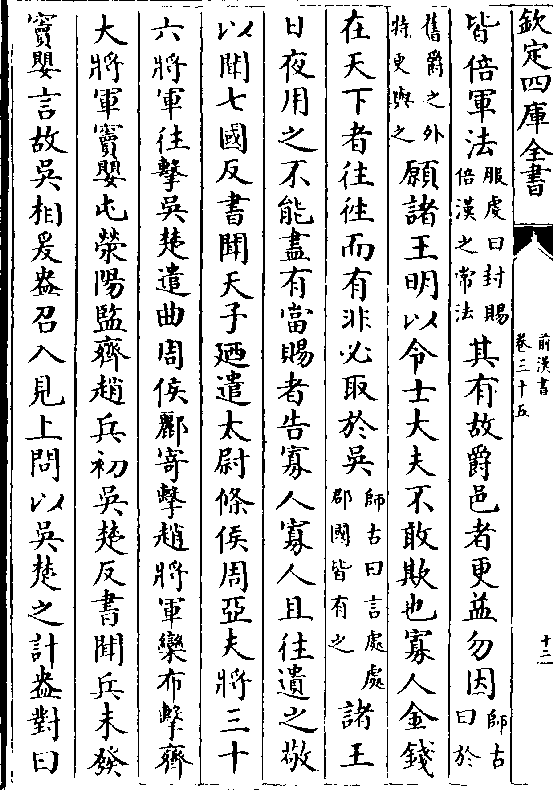 欽定四庫全書
前漢書
卷三十五
皆倍軍法服虔曰封賜倍漢之常法其有故爵邑者更益勿因師古曰於
舊爵之外特更與之願諸王明以令士大夫不敢欺也寡人金錢
在天下者往往而有非必取於吳師古曰言處處郡國皆有之諸王
日夜用之不能盡有當賜者告寡人寡人且往遺之敬
以聞七國反書聞天子廼遣太尉條侯周亞夫將三十
六將軍往擊吳楚遣曲周侯酈寄擊趙將軍欒布擊齊
大將軍竇嬰屯滎陽監齊趙兵初吳楚反書聞兵未發
竇嬰言故吳相爰盎召入見上問以吳楚之計盎對曰